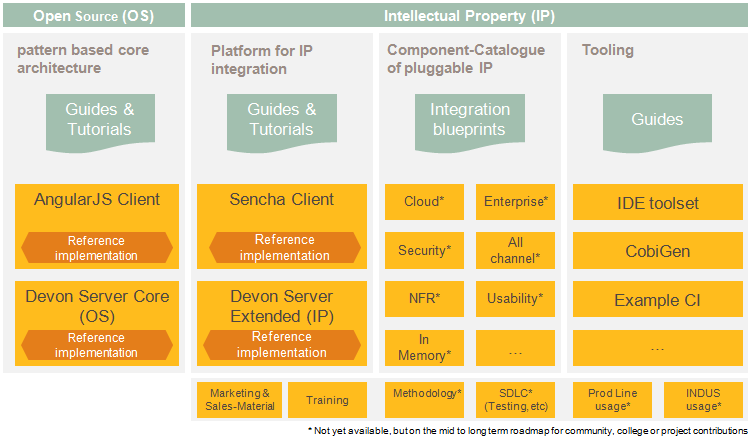 Open Source (OS)
Intellectual Property (IP)
pattern based core
architecture
Platform for IP
integration
Component-Catalogue
of pluggable IP
Tooling
Guides &
Tutorials
Guides &
Tutorials
Integration
blueprints
Guides
AngularJS Client
Reference
implementation
Sencha Client
Reference
implementation
Cloud*
Enterprise*
IDE toolset
Security*
All
channel*
CobiGen
Devon Server Core
(OS)
Reference
implementation
Devon Server
Extended (IP)
Reference
implementation
NFR*
Usability*
Example CI
In
Memory*
...
...
Marketing &
Sales-Material
Training
Methodology*
SDLC*
(Testing,etc)
Prod Line
usage*
INDUS
usage*
* Not yet available, but on the mid to long term roadmap for community, college or project contributions